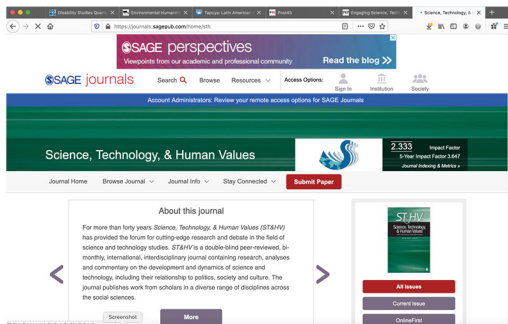 Disability Studies Quart
Environmental Humani
Tapuya: Latin American
Point45
Engaging Science, Tech
Science, Technology, &
https://journals.sagepub.com/home/sth
SAGE perspectives
Viewpoints from our academic and professional community
Read the blog >>
SAGE journals
Search
Browse
Resources
Access Options:
Sign In
Institution
Society
Account Administrators: Review your remote access options for SAGE Journals
Science, Technology, & Human Values
2.333 Impact Factor
5-Year Impact Factor 3.647
Journal Indexing & Metrics »
Journal Home
Browse Journal
Journal Info
Stay Connected
Submit Paper
About this journal
For more than forty years Science, Technology, & Human Values (ST&HV)
has provided the forum for cutting-edge research and debate in the field of
science and technology studies. ST&HV is a double-blind peer-reviewed, bi-
monthly, international, interdisciplinary journal containing research, analyses
and commentary on the development and dynamics of science and
technology, including their relationship to politics, society and culture. The
journal publishes work from scholars in a diverse range of disciplines across
the social sciences.
Screenshot
More
ST&HV
Science, Technology,
& Human Values
All Issues
Current Issue
OnlineFirst